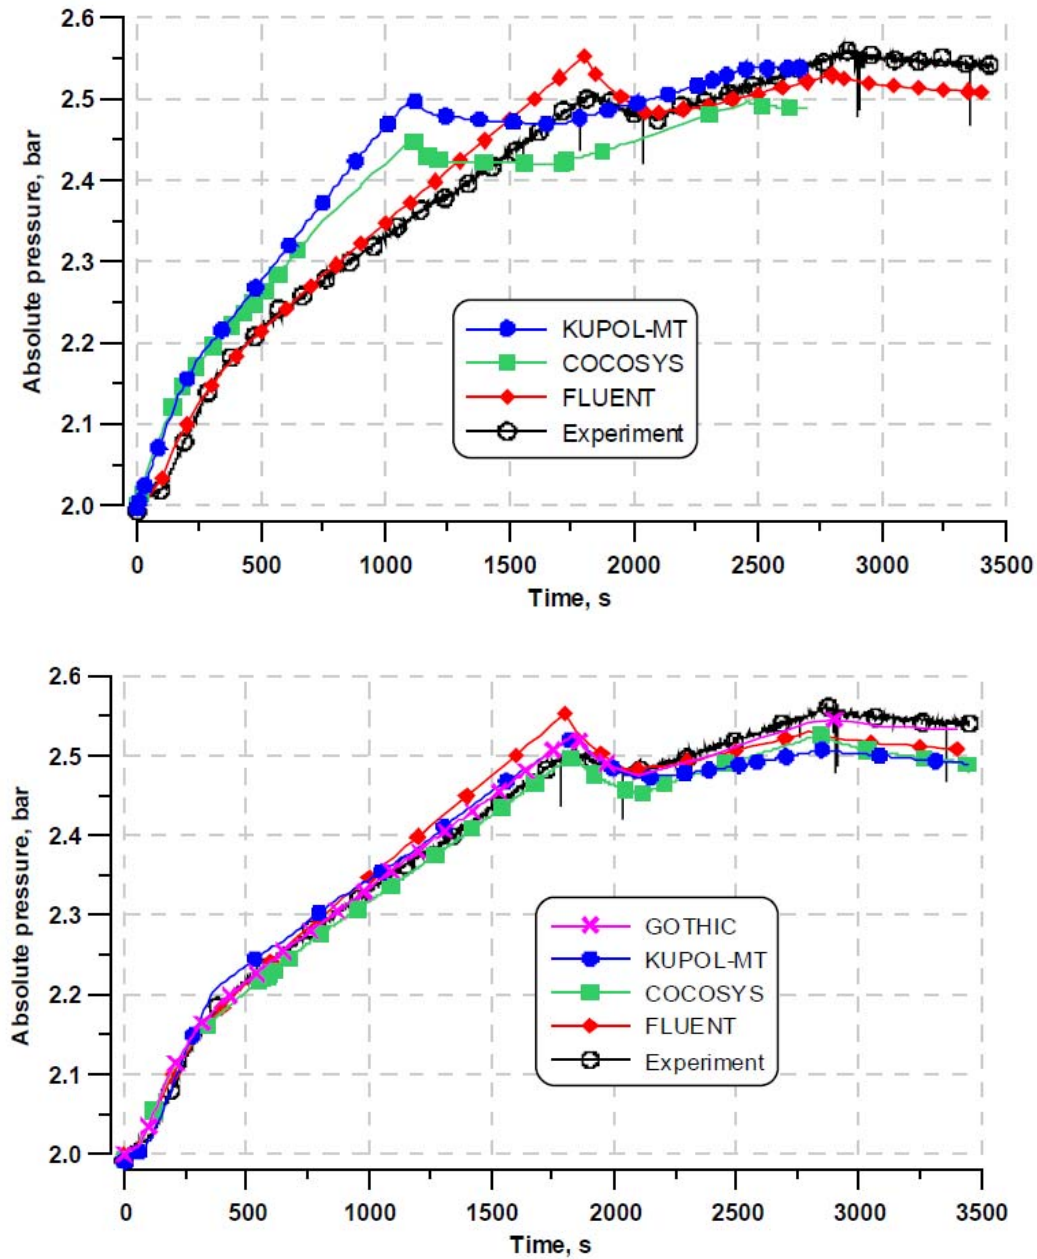 2.6
2.5
2.4
2.3
2.2
2.1
2.0
Absolute pressure, bar
KUPOL-MT
COCOSYS
FLUENT
Experiment
0 500 1000 1500 2000 2500 3000 3500
Time, s
2.6
2.5
2.4
2.3
2.2
2.1
2.0
Absolute pressure, bar
GOTHIC
KUPOL-MT
COCOSYS
FLUENT
Experiment
0 500 1000 1500 2000 2500 3000 3500
Time, s